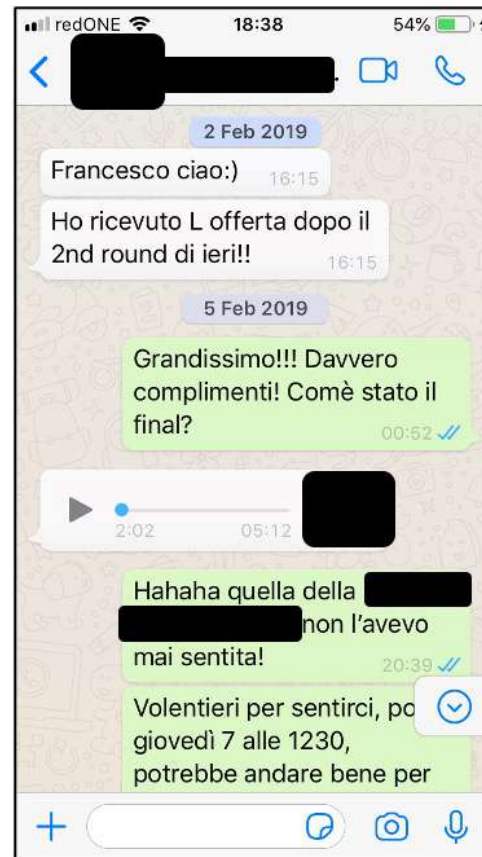 redONE 18:38 54%
2 Feb 2019
Francesco ciao:) 16:15
Ho ricevuto L offerta dopo il
2nd round di ieri!! 16:15
5 Feb 2019
Grandissimo!!! Davvero
complimenti! Comè stato il
final? 00:52
2:02 05:12
Hahaha quella della
non l'avevo
mai sentita! 20:39
Volentieri per sentirci,
giovedì 7 alle 1230,
potrebbe andare bene per